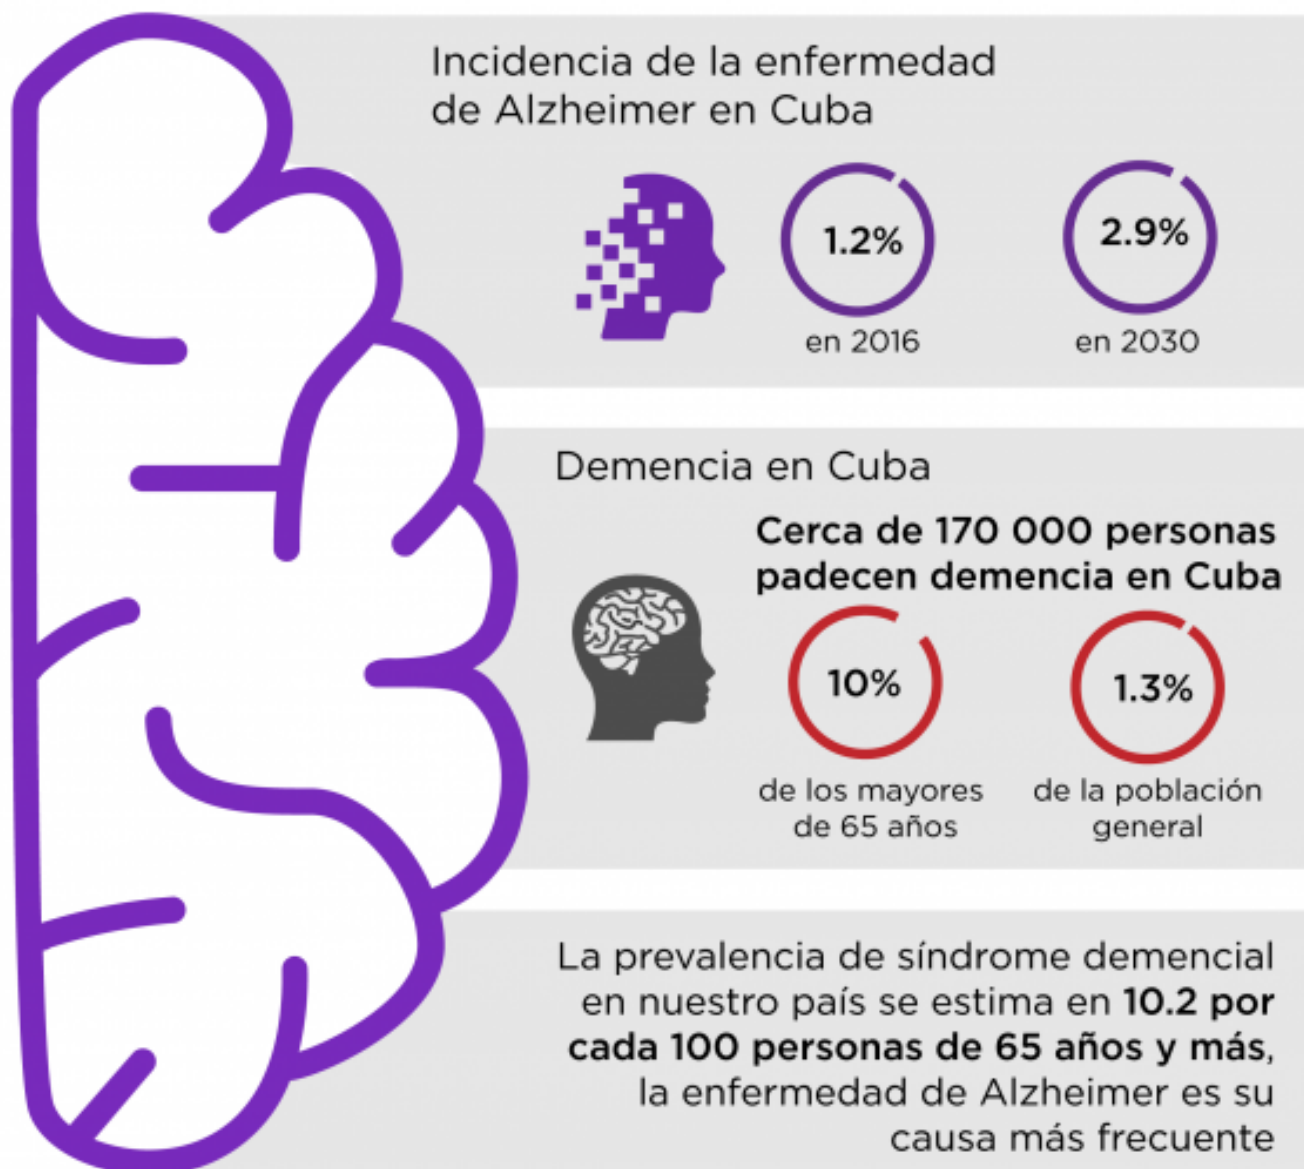 Incidencia de la enfermedad
de Alzheimer en Cuba
1.2%
2.9%
en 2016
en 2030
Demencia en Cuba
Cerca de 170 000 personas
padecen demencia en Cuba
10%
1.3%
de los mayores
de 65 años
de la población
general
La prevalencia de síndrome demencial
en nuestro país se estima en 10.2 por
cada 100 personas de 65 años y más,
la enfermedad de Alzheimer es su
causa más frecuente